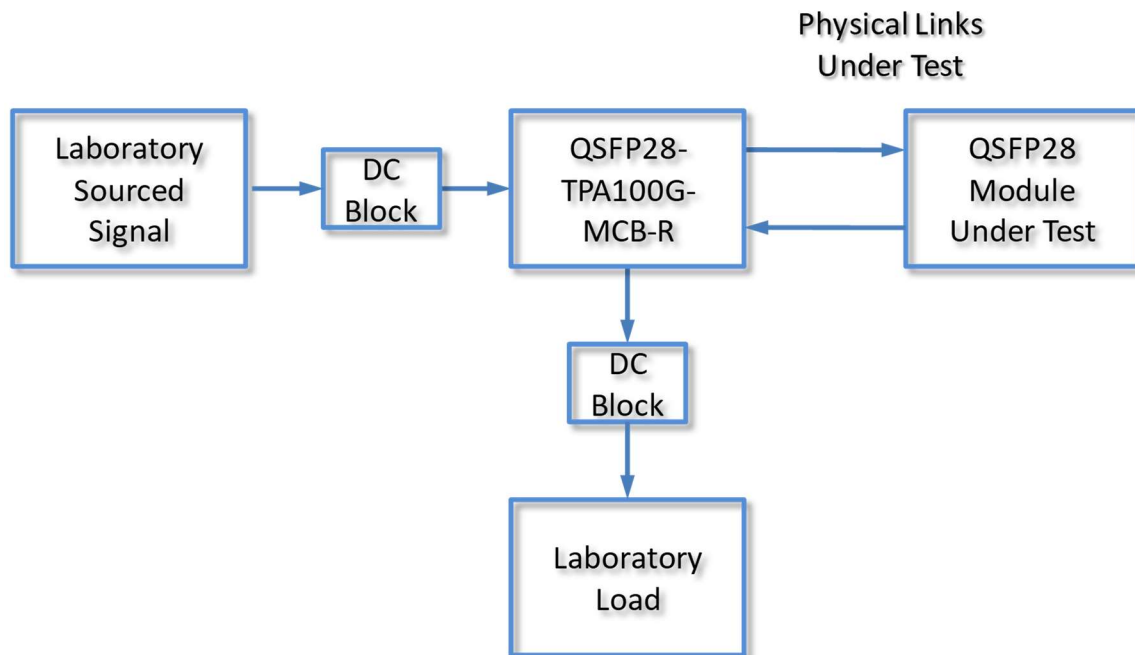 Physical Links
Under Test
Laboratory
Sourced
Signal
DC
Block
QSFP28-
TPA100G-
MCB-R
QSFP28
Module
Under Test
DC
Block
Laboratory
Load